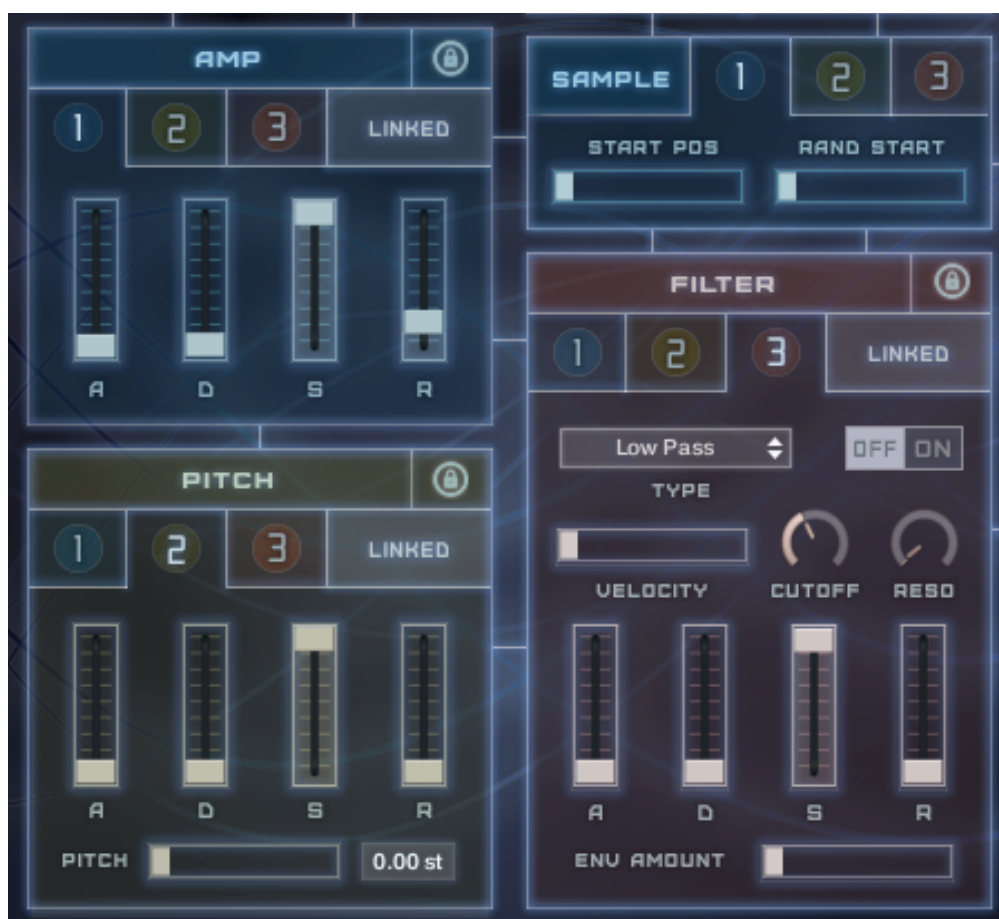 AMP
1 2 3 LINKED
A D S R
SAMPLE 1 2 3
START POS RAND START
PITCH
1 2 3 LINKED
A D S R
PITCH 0.00 st
FILTER
1 2 3 LINKED
Low Pass OFF ON
TYPE
VELOCITY CUTOFF RESO
A D S R
ENV AMOUNT